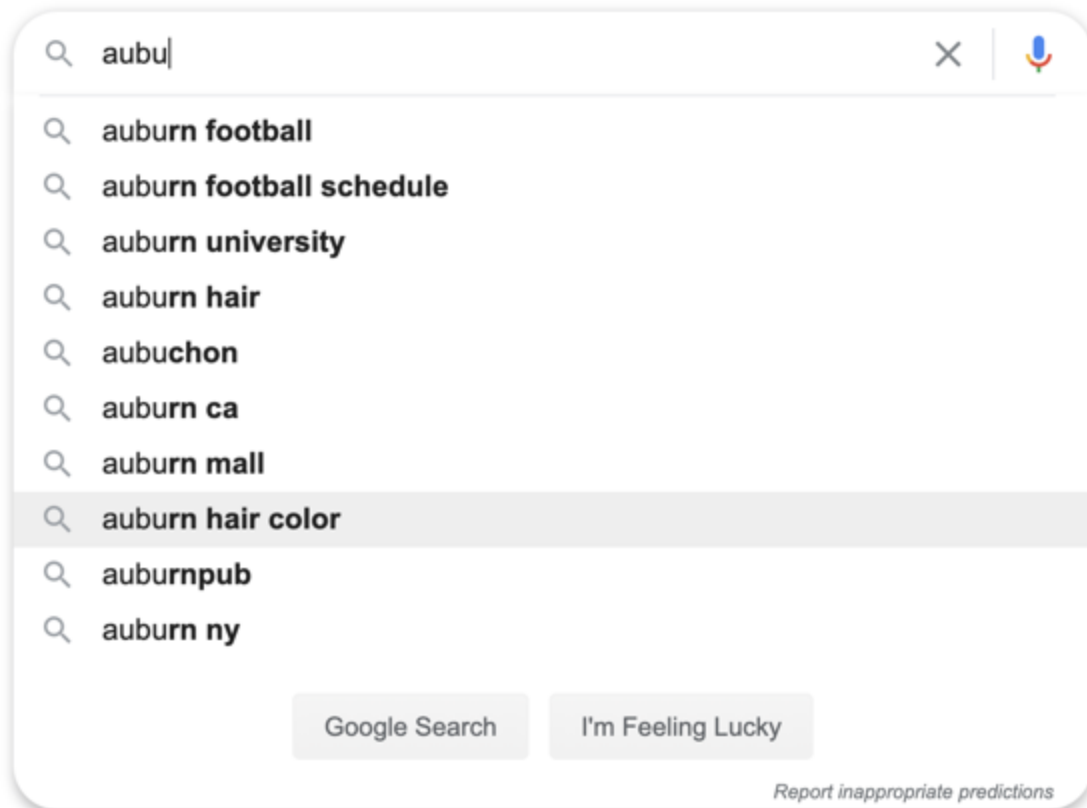 aubu
auburn football
auburn football schedule
auburn university
auburn hair
aubuchon
auburn ca
auburn mall
auburn hair color
auburnpub
auburn ny
Google Search I'm Feeling Lucky
Report inappropriate predictions